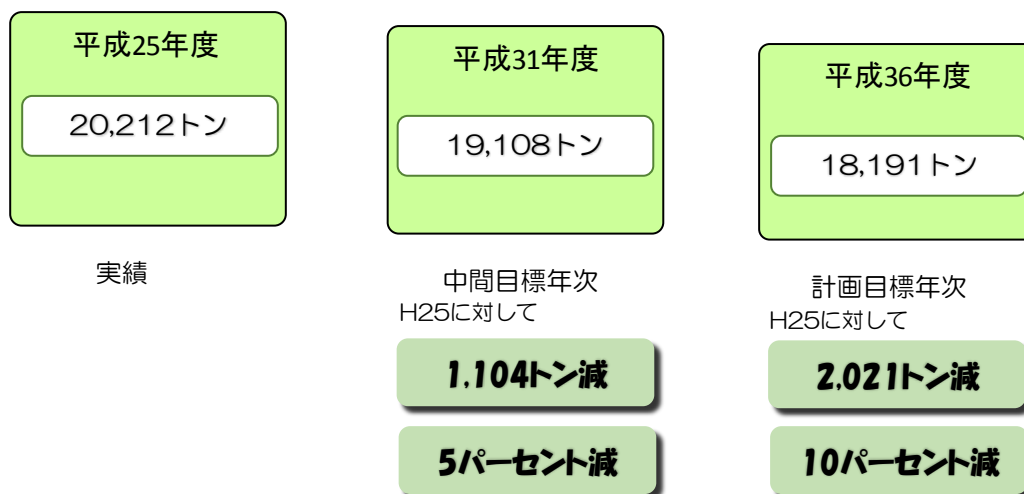 平成25年度
20,212トン
実績
平成31年度
19,108トン
中間目標年次
H25に対して
1,104トン減
5パーセント減
平成36年度
18,191トン
計画目標年次
H25に対して
2,021トン減
10パーセント減